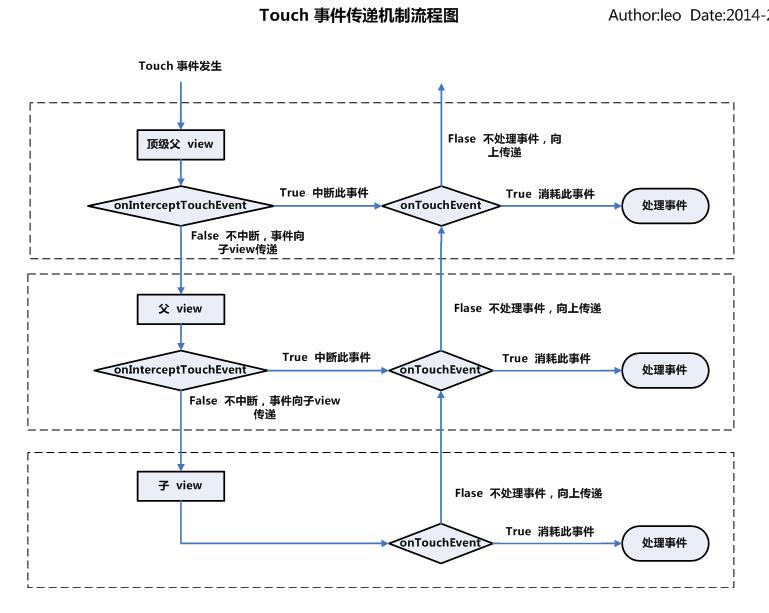 Touch 事件传递机制流程图
Author:leo Date:2014-2
Touch 事件发生
顶级父 view
Flase 不处理事件，向
上传递
onInterceptTouchEvent
True 中断此事件
onTouchEvent
True 消耗此事件
处理事件
False 不中断，事件向
子view传递
父 view
Flase 不处理事件，向上传递
onInterceptTouchEvent
True 中断此事件
onTouchEvent
True 消耗此事件
处理事件
False 不中断，事件向子view
传递
子 view
Flase 不处理事件，向上传递
onTouchEvent
True 消耗此事件
处理事件